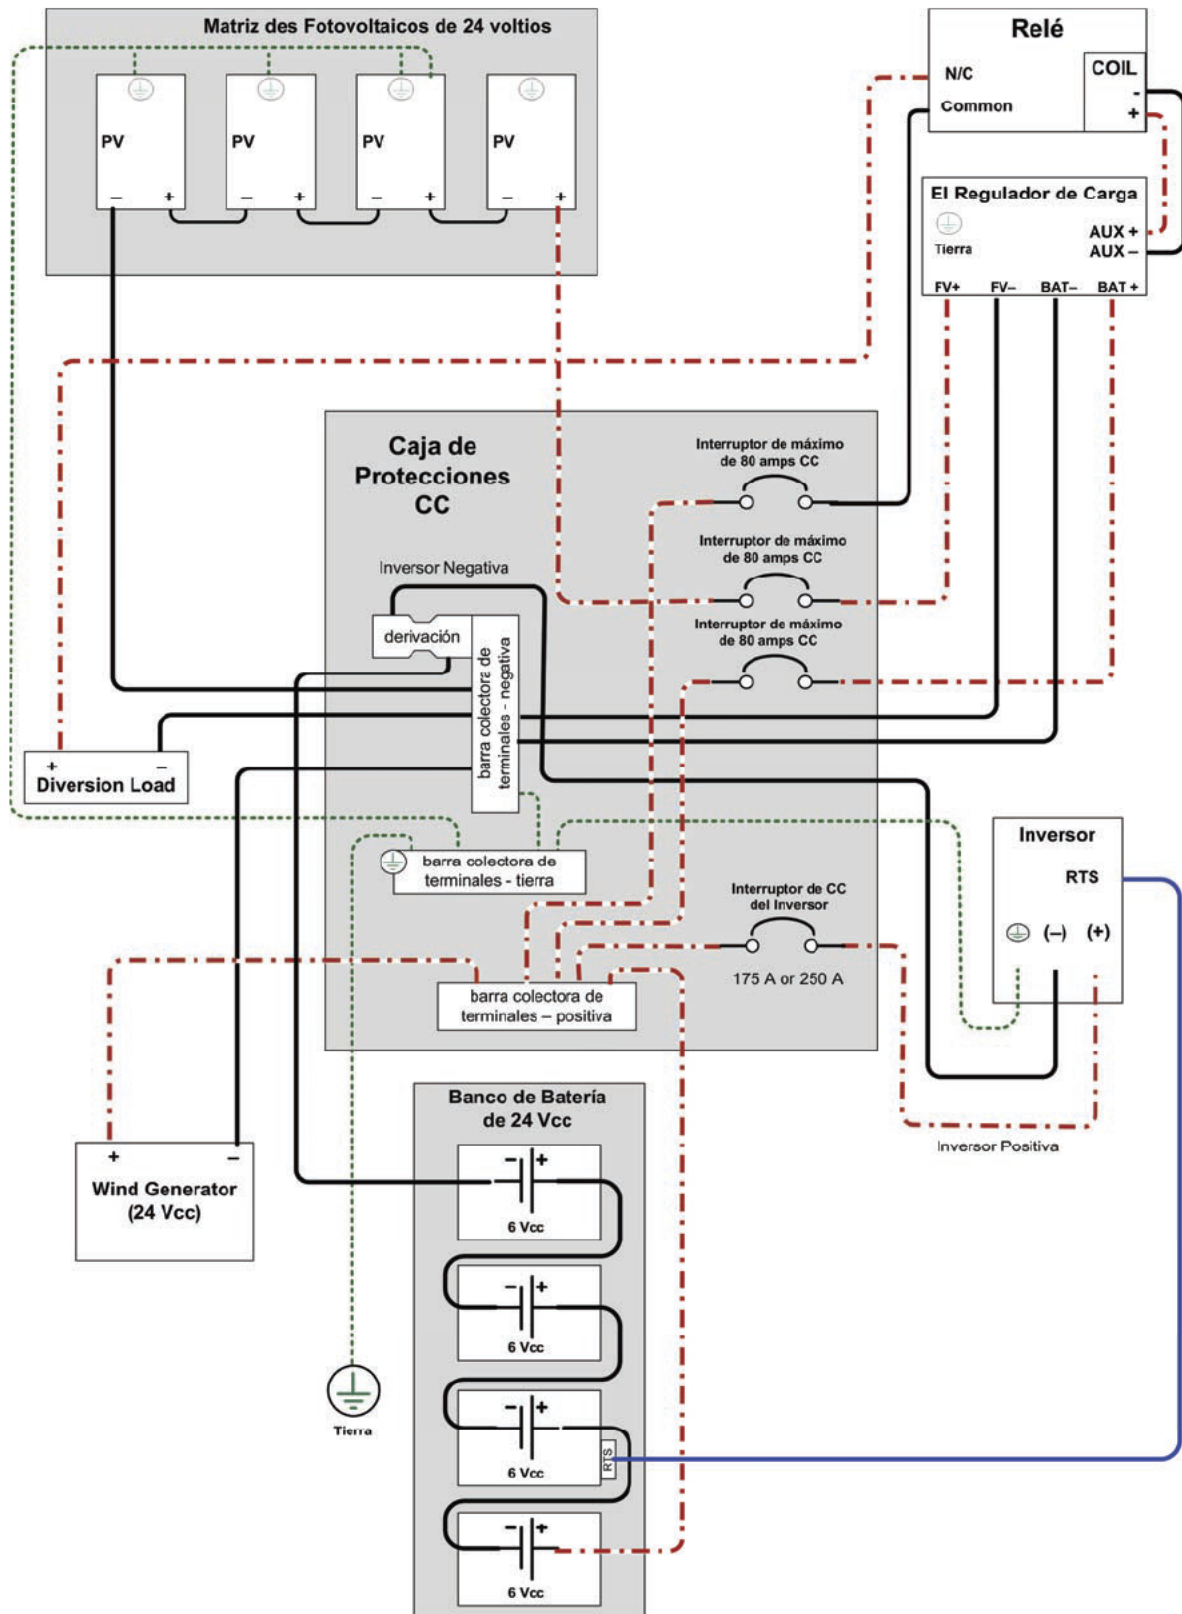 Matriz des Fotovoltaicos de 24 voltios
PV
PV
PV
PV
– +
– +
– +
– +
Relé
N/C
COIL
Common
-
+
El Regulador de Carga
Tierra
AUX +
AUX –
FV+ FV– BAT– BAT +
Caja de
Protecciones
CC
Interruptor de máximo
de 80 amps CC
Interruptor de máximo
de 80 amps CC
Interruptor de máximo
de 80 amps CC
Inversor Negativa
derivación
barra colectora de
terminales - negativa
+ –
Diversion Load
barra colectora de
terminales - tierra
Interruptor de CC
del Inversor
175 A or 250 A
barra colectora de
terminales – positiva
Inversor
RTS
(–) (+)
Inversor Positiva
+ –
Wind Generator
(24 Vcc)
Banco de Batería
de 24 Vcc
- +
6 Vcc
- +
6 Vcc
- +
6 Vcc
RTS
- +
6 Vcc
Tierra